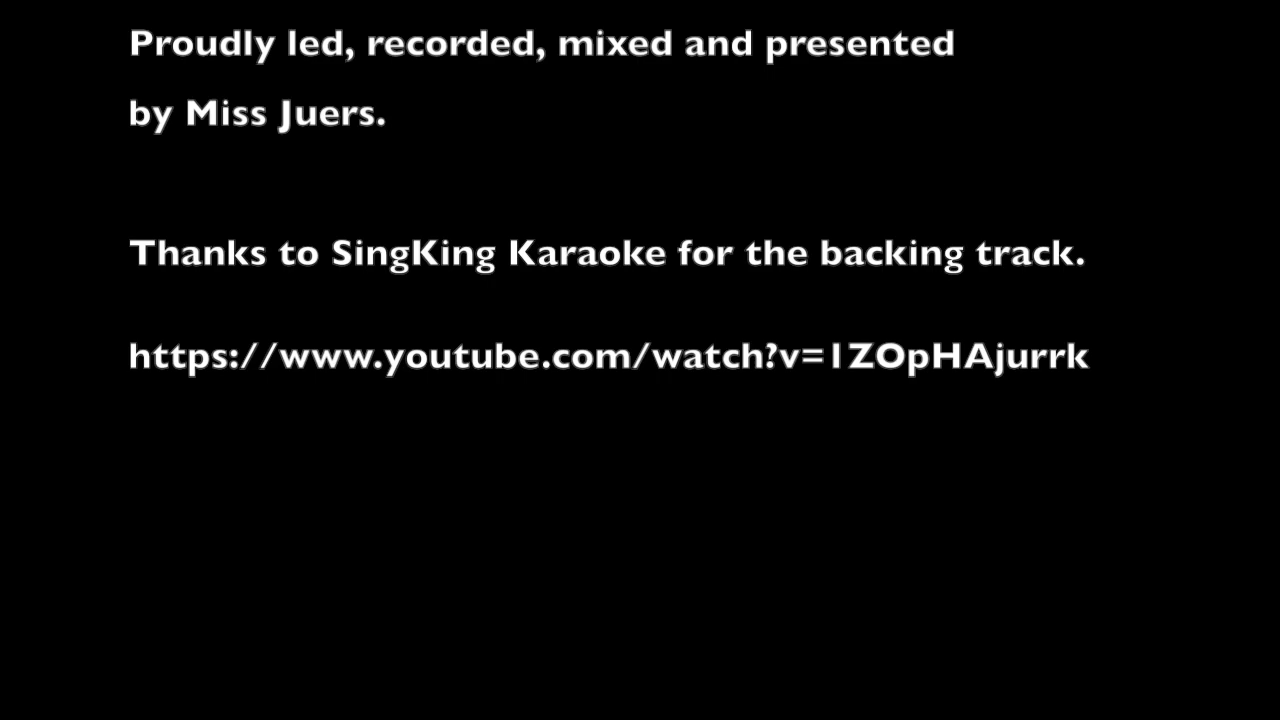 Proudly led, recorded, mixed and presented
by Miss Juers.
Thanks to SingKing Karaoke for the backing track.
https://www.youtube.com/watch?v=1ZOpHAjurrk